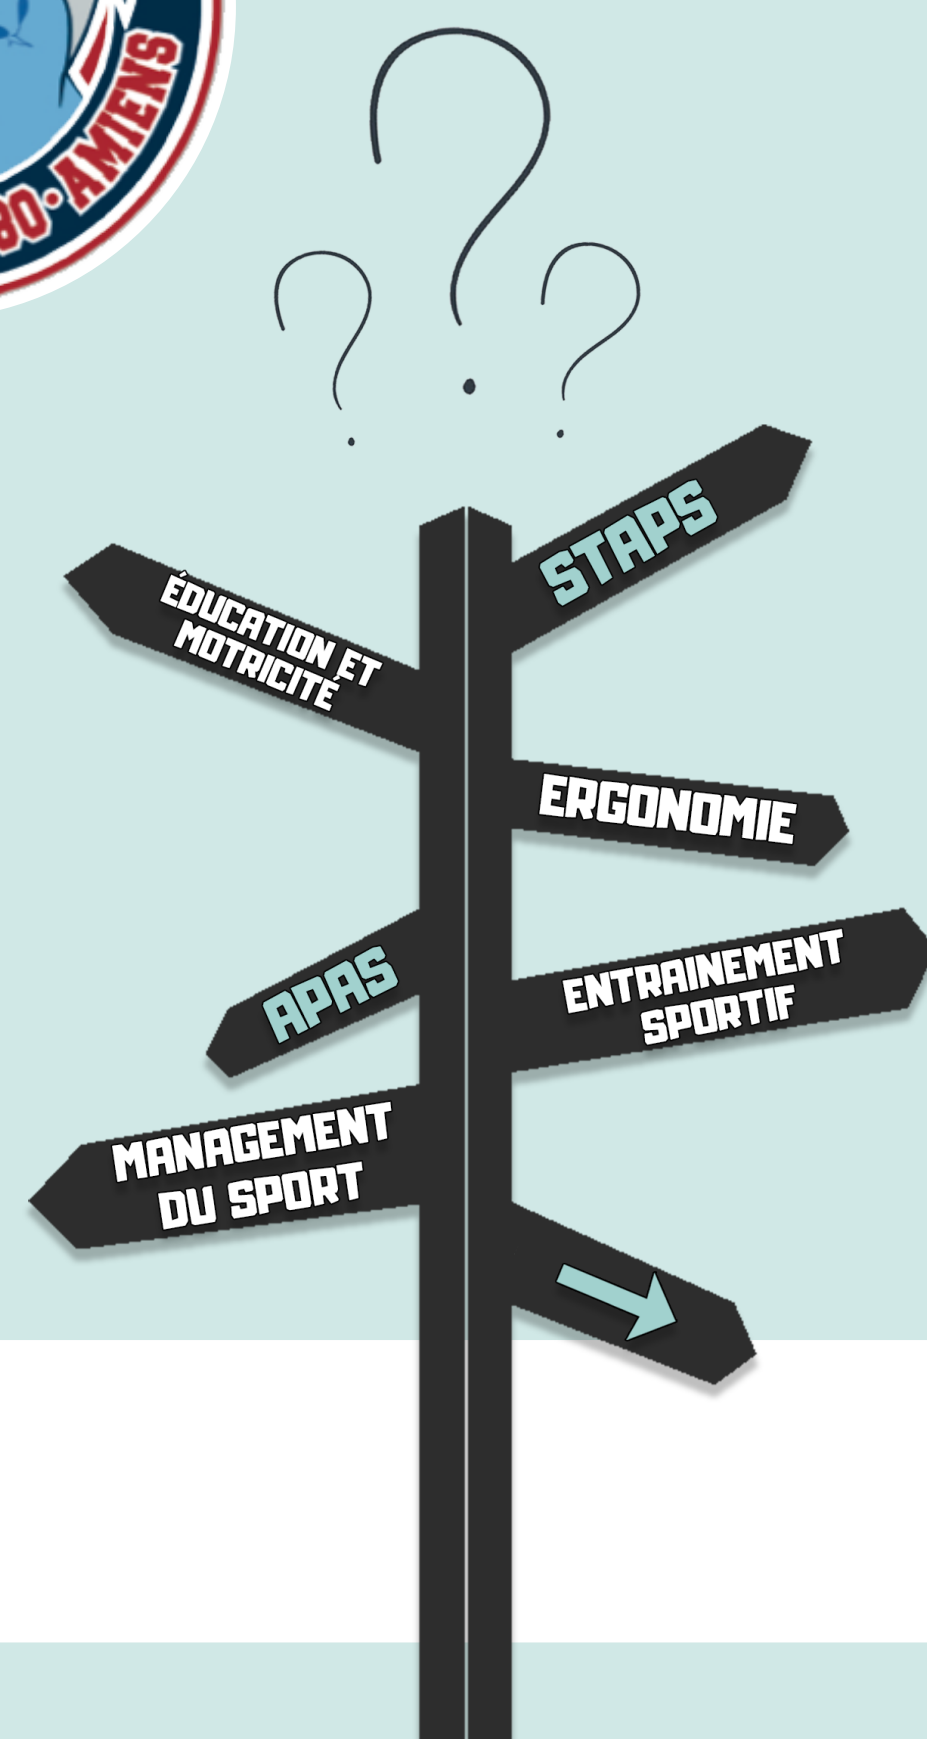 80·AMIENS
STAPS
ÉDUCATION ET
MOTRICITÉ
ERGONOMIE
APAS
ENTRAINEMENT
SPORTIF
MANAGEMENT
DU SPORT